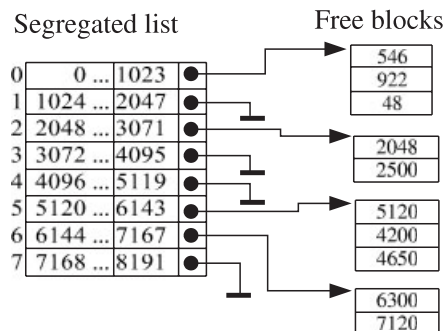 Segregated list
Free blocks
0 0 ... 1023
1 1024 ... 2047
2 2048 ... 3071
3 3072 ... 4095
4 4096 ... 5119
5 5120 ... 6143
6 6144 ... 7167
7 7168 ... 8191
546
922
48
2048
2500
5120
4200
4650
6300
7120